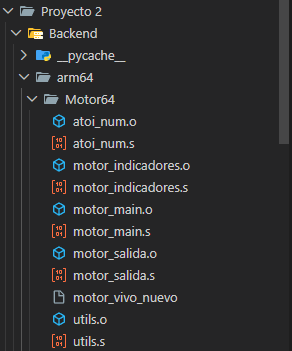 Proyecto 2
Backend
__pycache__
arm64
Motor64
atoi_num.o
atoi_num.s
motor_indicadores.o
motor_indicadores.s
motor_main.o
motor_main.s
motor_salida.o
motor_salida.s
motor_vivo_nuevo
utils.o
utils.s